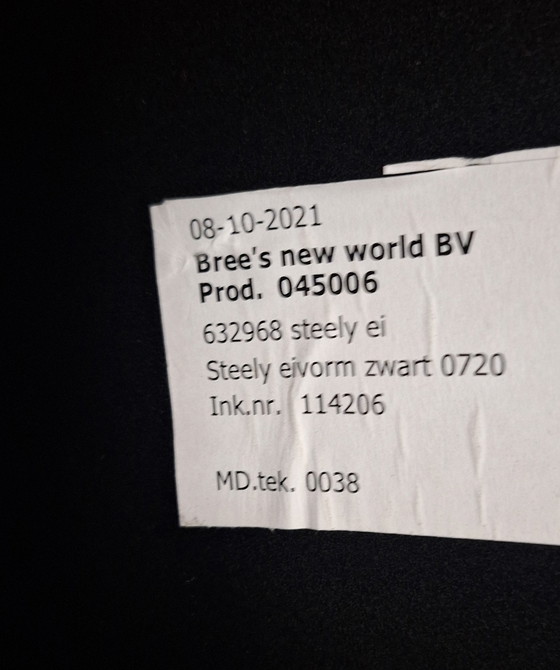 08-10-2021
Bree's new world BV
Prod. 045006
632968 steely ei
Steely eivorm zwart 0720
Ink.nr. 114206
MD.tek. 0038